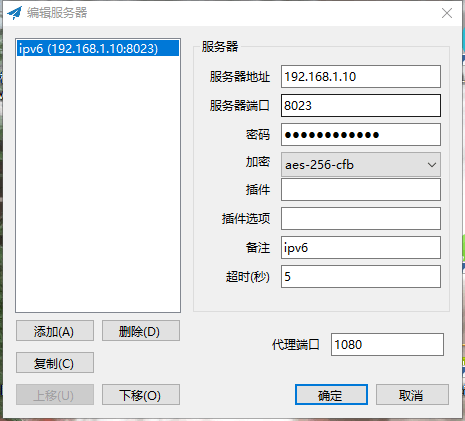 编辑服务器
ipv6 (192.168.1.10:8023)
服务器
服务器地址 192.168.1.10
服务器端口 8023
密码 ●●●●●●●●●●●●
加密 aes-256-cfb
插件
插件选项
备注 ipv6
超时(秒) 5
添加(A) 删除(D)
复制(C)
代理端口 1080
上移(U) 下移(O)
确定 取消